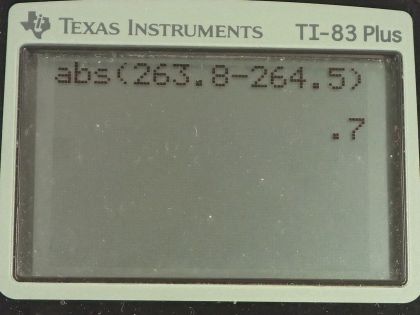 TEXAS INSTRUMENTS TI-83 Plus
abs(263.8-264.5)
.7